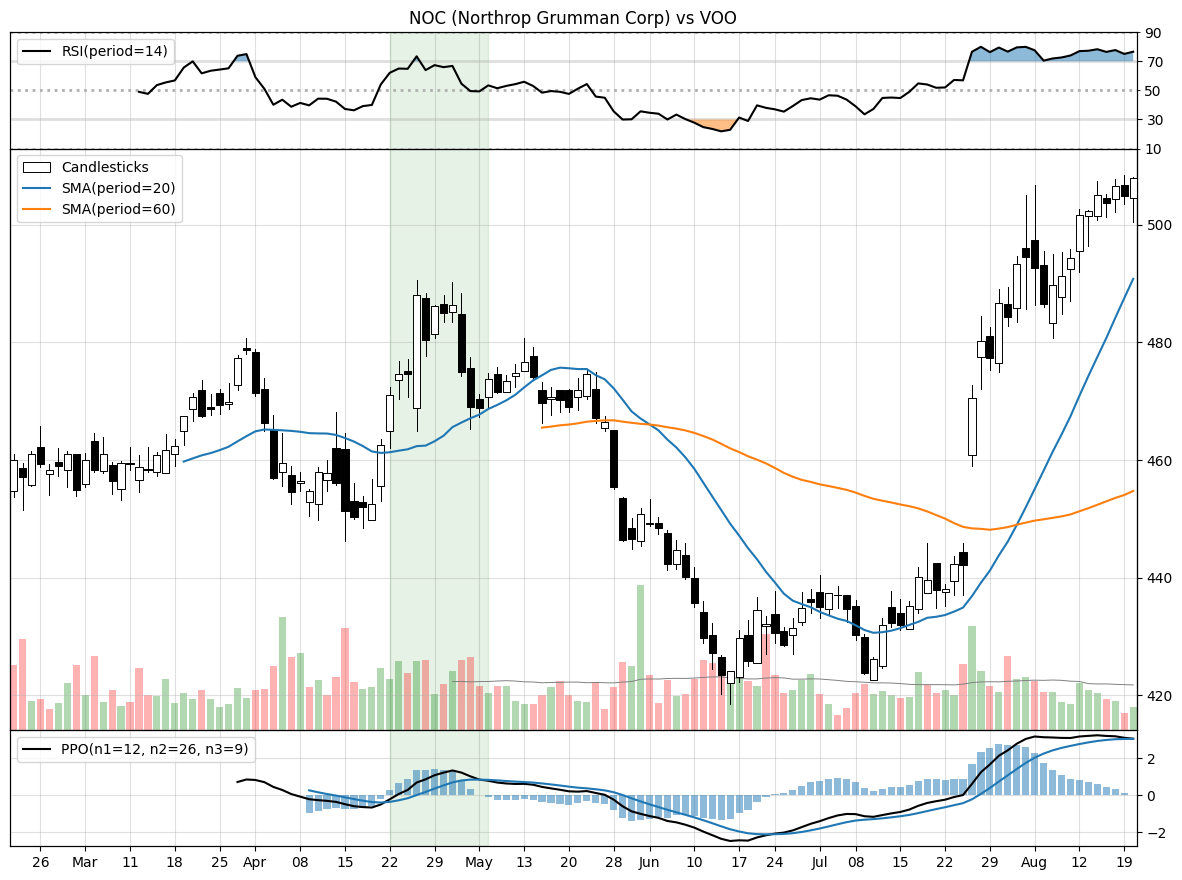 NOC (Northrop Grumman Corp) vs VOO
RSI(period=14)
90
70
50
30
10
Candlesticks
SMA(period=20)
SMA(period=60)
500
480
460
440
420
PPO(n1=12, n2=26, n3=9)
2
0
−2
26 Mar 11 18 25 Apr 08 15 22 29 May 13 20 28 Jun 10 17 24 Jul 08 15 22 29 Aug 12 19